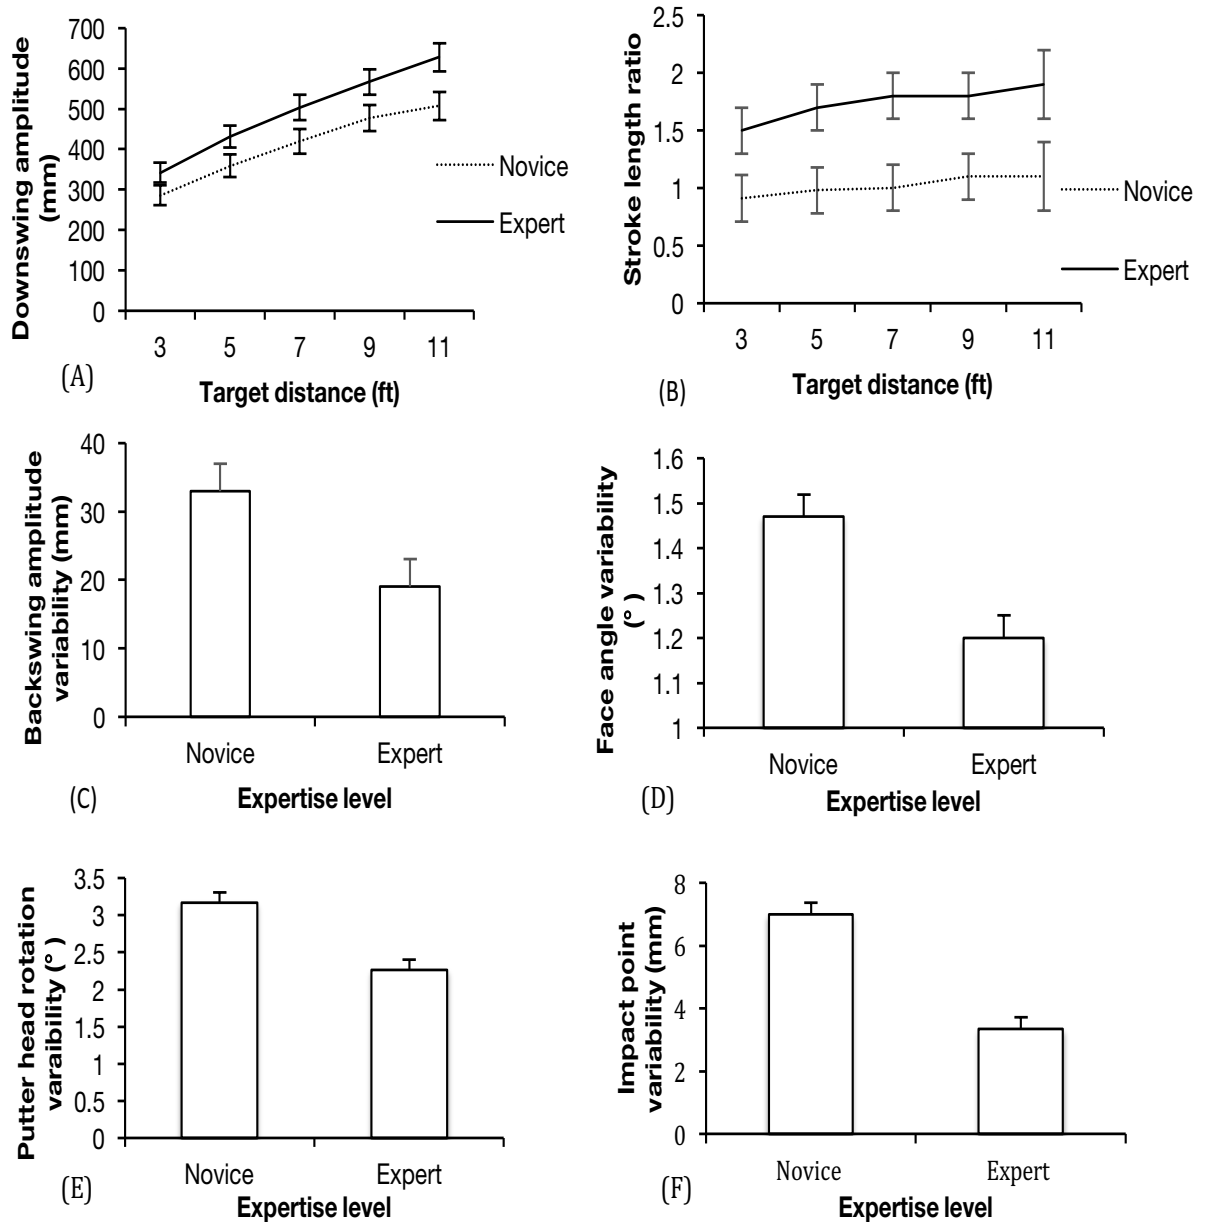 Downswing amplitude
(mm)
700
600
500
400
300
200
100
0
3 5 7 9 11
Target distance (ft)
Novice
Expert
(A)
Stroke length ratio
2.5
2
1.5
1
0.5
0
3 5 7 9 11
Target distance (ft)
Novice
Expert
(B)
Backswing amplitude
variability (mm)
40
30
20
10
0
Novice Expert
Expertise level
(C)
Face angle variability
(° )
1.6
1.5
1.4
1.3
1.2
1.1
1
Novice Expert
Expertise level
(D)
Putter head rotation
varaibility (° )
3.5
3
2.5
2
1.5
1
0.5
0
Novice Expert
Expertise level
(E)
Impact point
variability (mm)
8
6
4
2
0
Novice Expert
Expertise level
(F)